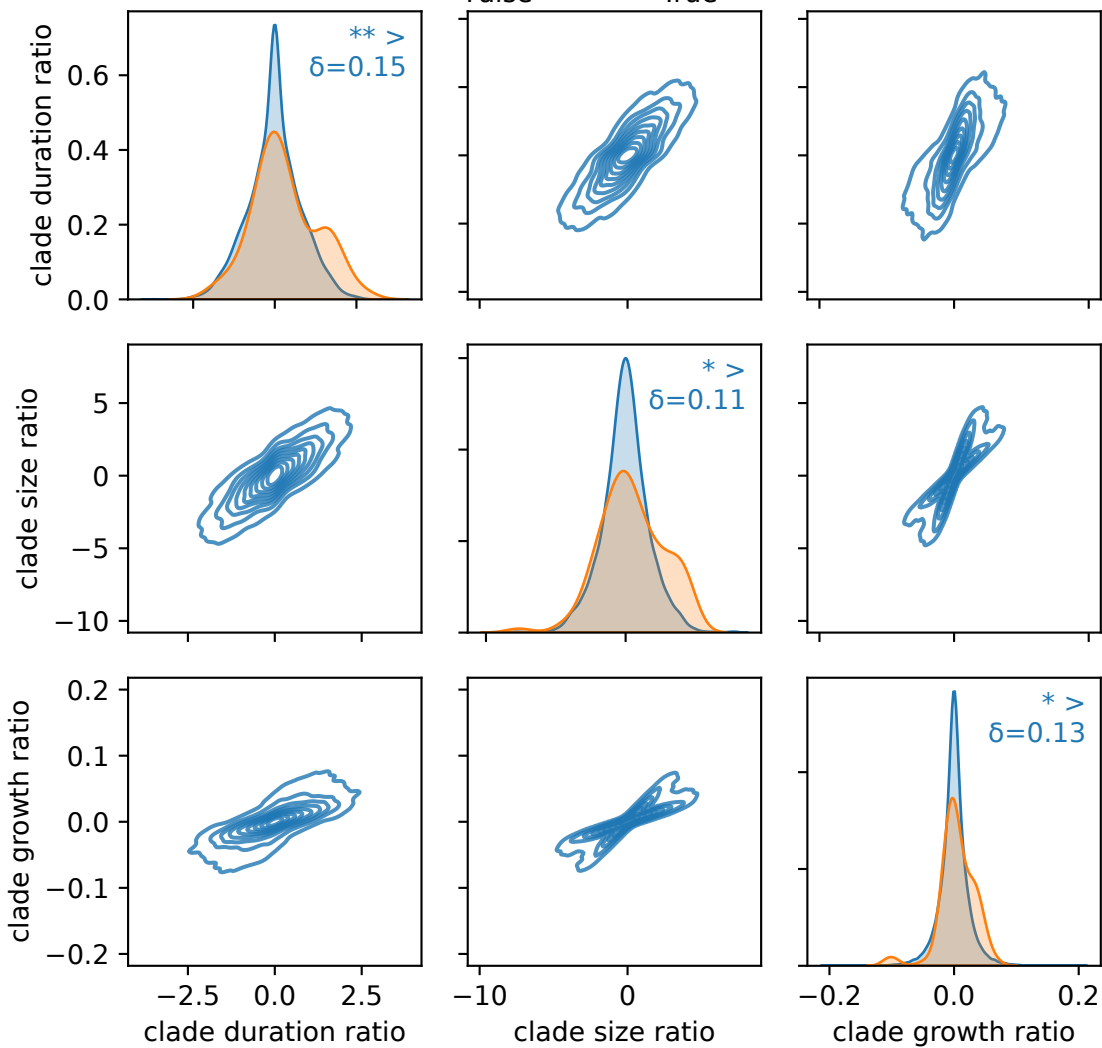 True
clade duration ratio
0.6
0.4
0.2
0.0
** >
δ=0.15
clade size ratio
5
0
−5
−10
* >
δ=0.11
clade growth ratio
0.2
0.1
0.0
−0.1
−0.2
* >
δ=0.13
−2.5 0.0 2.5
−10 0
−0.2 0.0 0.2
clade duration ratio
clade size ratio
clade growth ratio